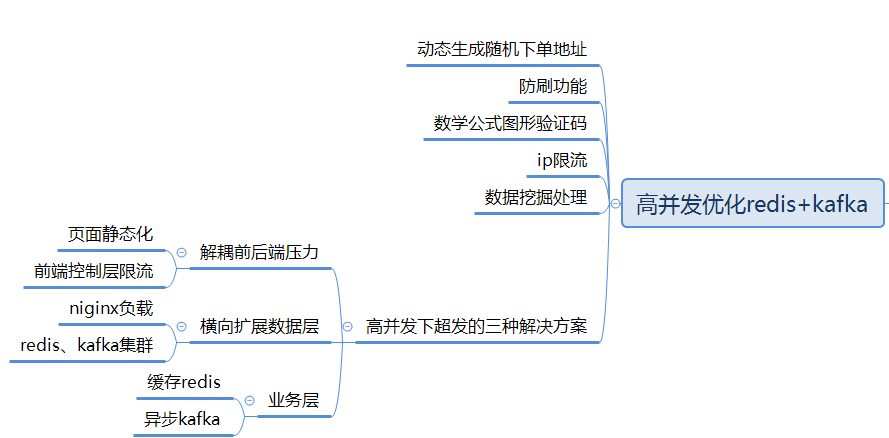 动态生成随机下单地址
防刷功能
数学公式图形验证码
ip限流
数据挖掘处理
高并发优化redis+kafka
页面静态化
解耦前后端压力
前端控制层限流
niginx负载
横向扩展数据层
高并发下超发的三种解决方案
redis、kafka集群
缓存redis
业务层
异步kafka